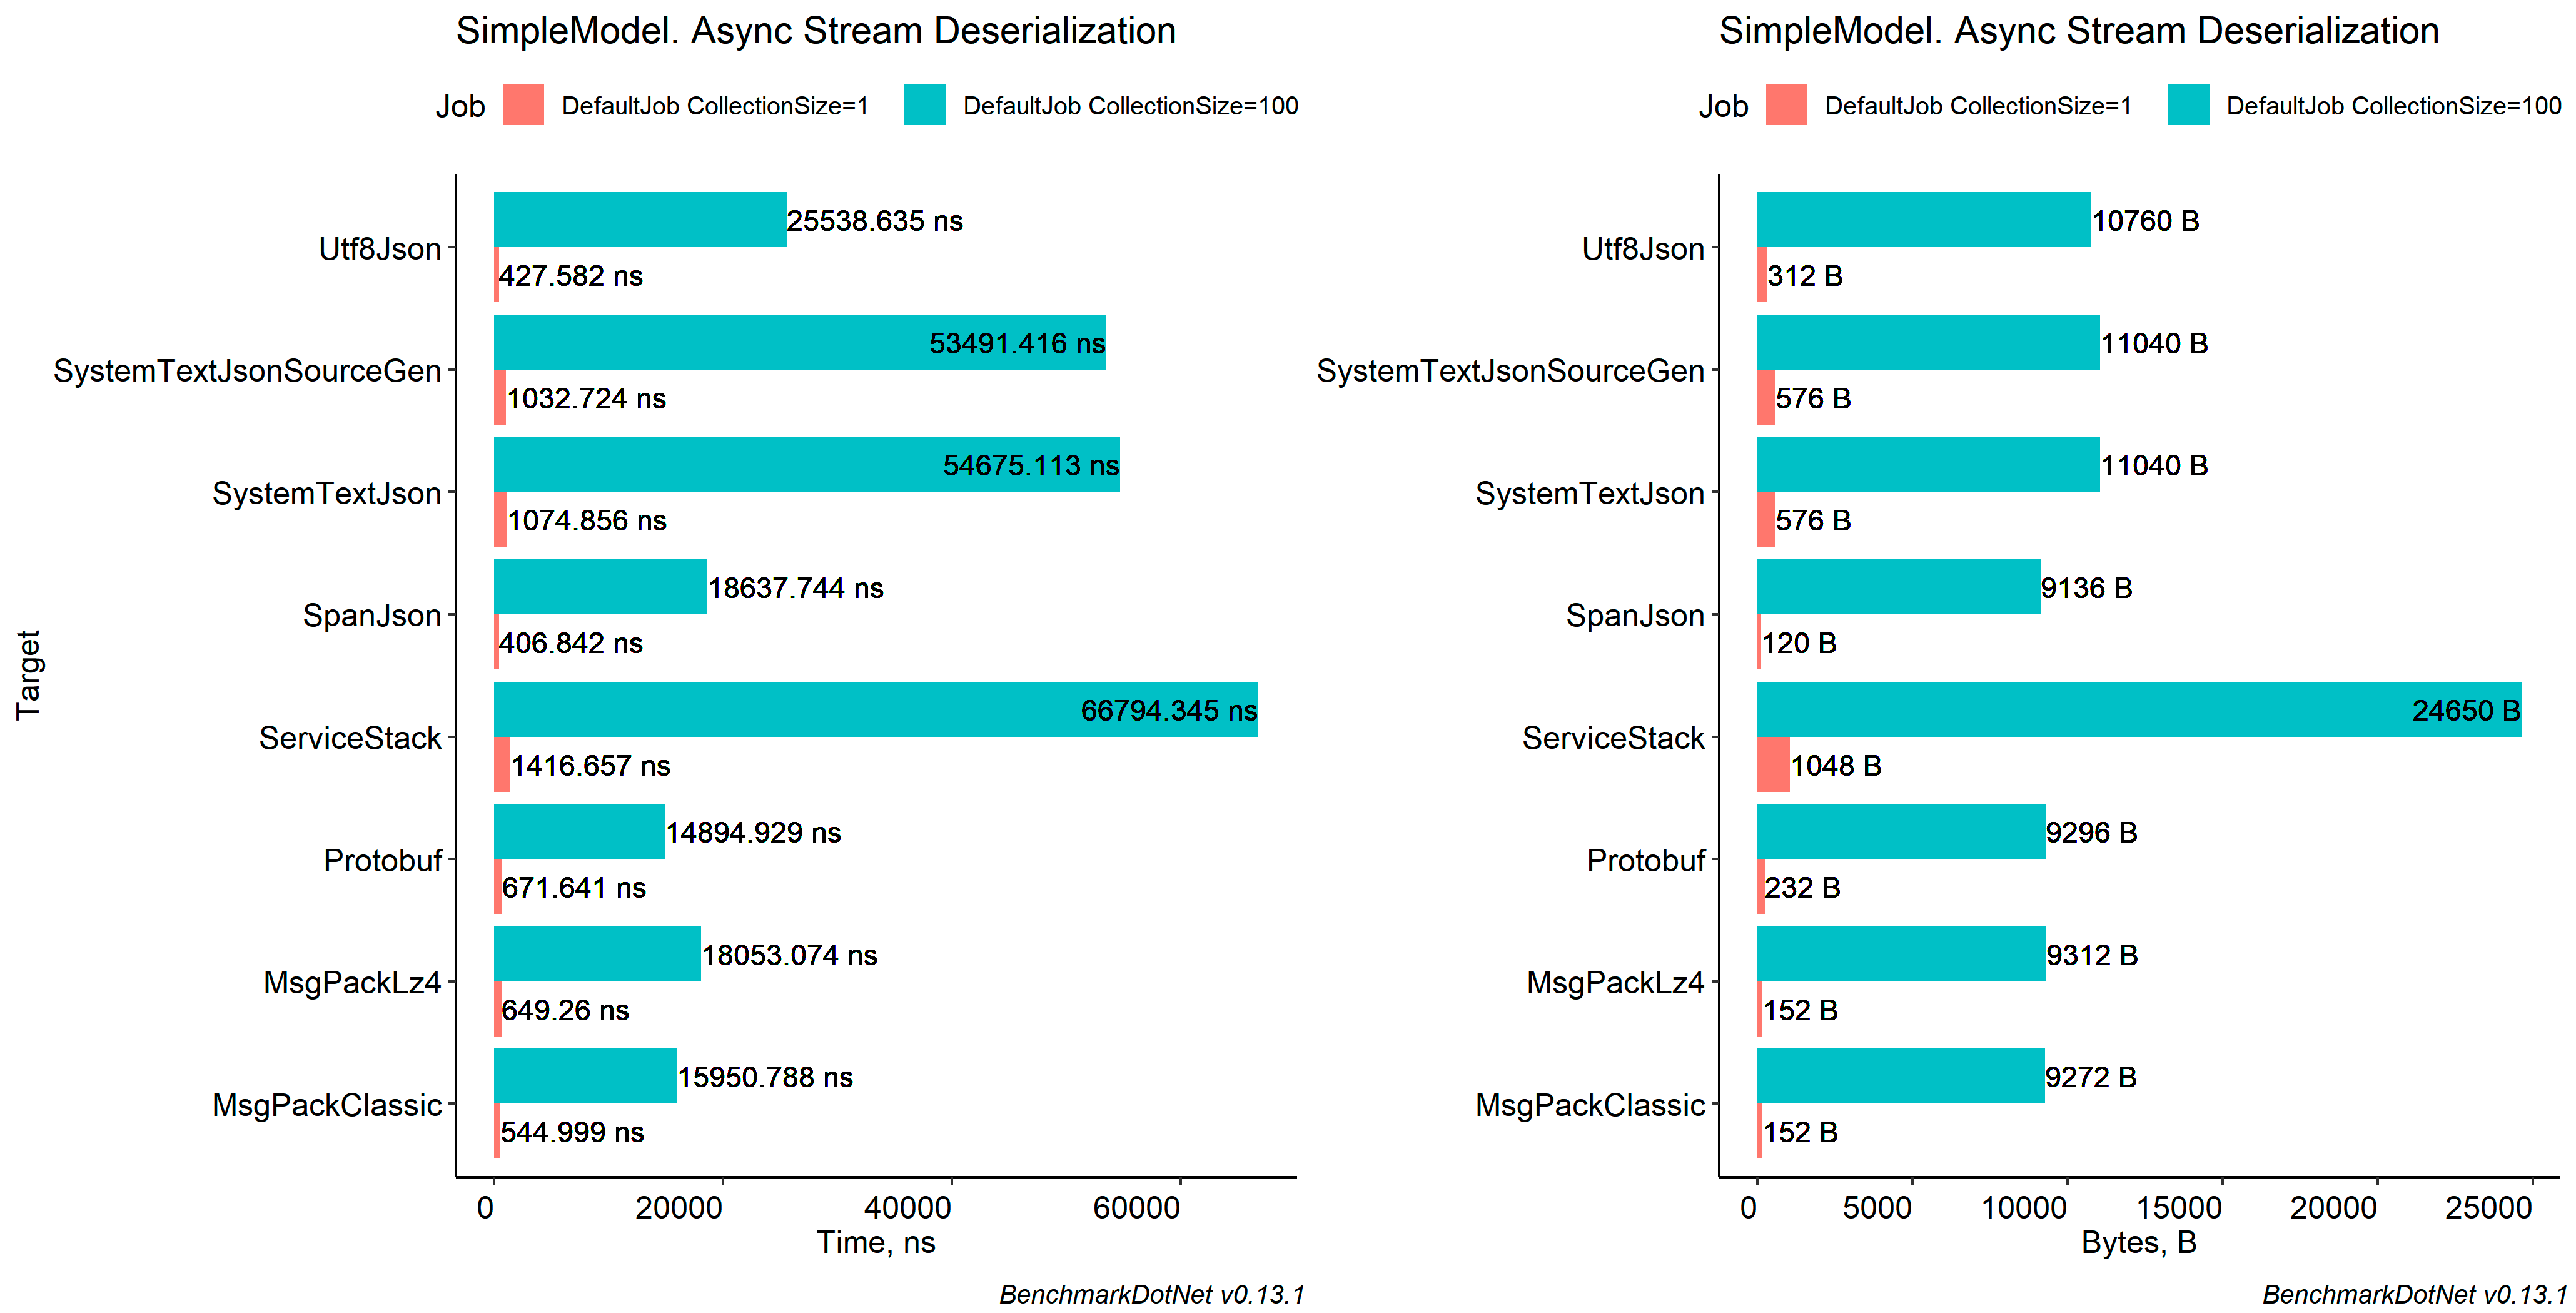 SimpleModel. Async Stream Deserialization
Job DefaultJob CollectionSize=1 DefaultJob CollectionSize=100
Target
Utf8Json
25538.635 ns
427.582 ns
SystemTextJsonSourceGen
53491.416 ns
1032.724 ns
SystemTextJson
54675.113 ns
1074.856 ns
SpanJson
18637.744 ns
406.842 ns
ServiceStack
66794.345 ns
1416.657 ns
Protobuf
14894.929 ns
671.641 ns
MsgPackLz4
18053.074 ns
649.26 ns
MsgPackClassic
15950.788 ns
544.999 ns
0 20000 40000 60000
Time, ns
BenchmarkDotNet v0.13.1
SimpleModel. Async Stream Deserialization
Job DefaultJob CollectionSize=1 DefaultJob CollectionSize=100
Utf8Json
10760 B
312 B
SystemTextJsonSourceGen
11040 B
576 B
SystemTextJson
11040 B
576 B
SpanJson
9136 B
120 B
ServiceStack
24650 B
1048 B
Protobuf
9296 B
232 B
MsgPackLz4
9312 B
152 B
MsgPackClassic
9272 B
152 B
0 5000 10000 15000 20000 25000
Bytes, B
BenchmarkDotNet v0.13.1